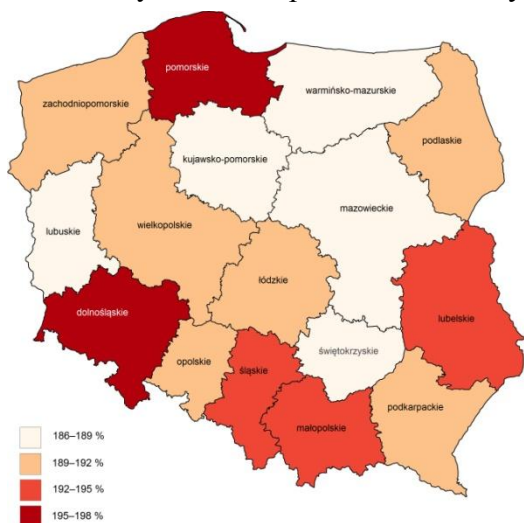 pomorskie
zachodniopomorskie
warmińsko-mazurskie
podlaskie
kujawsko-pomorskie
mazowieckie
lubuskie
wielkopolskie
łódzkie
dolnośląskie
lubelskie
opolskie
śląskie
świętokrzyskie
małopolskie
podkarpackie
186–189 %
189–192 %
192–195 %
195–198 %